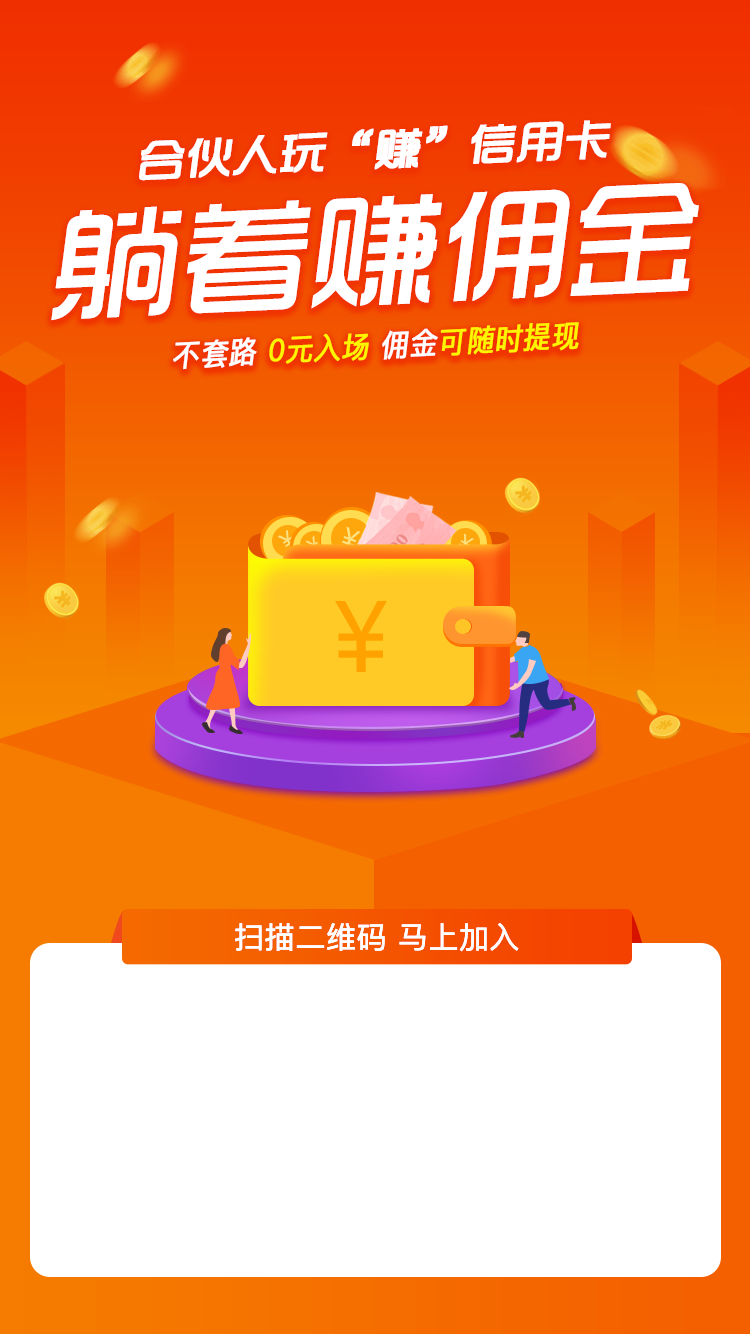 合伙人玩“赚”信用卡
躺着赚佣金
不套路 0元入场 佣金可随时提现
¥
扫描二维码 马上加入